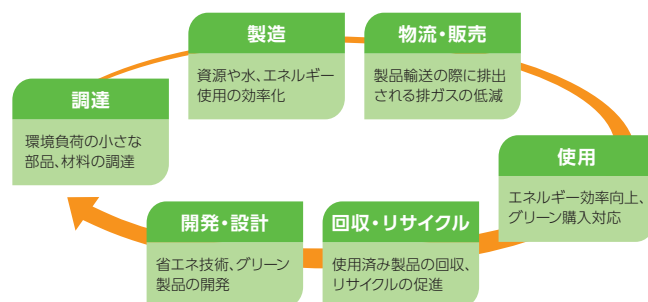 製造
資源や水、エネルギー
使用の効率化
物流・販売
製品輸送の際に排出
される排ガスの低減
調達
環境負荷の小さな
部品、材料の調達
使用
エネルギー効率向上、
グリーン購入対応
開発・設計
省エネ技術、グリーン
製品の開発
回収・リサイクル
使用済み製品の回収、
リサイクルの促進